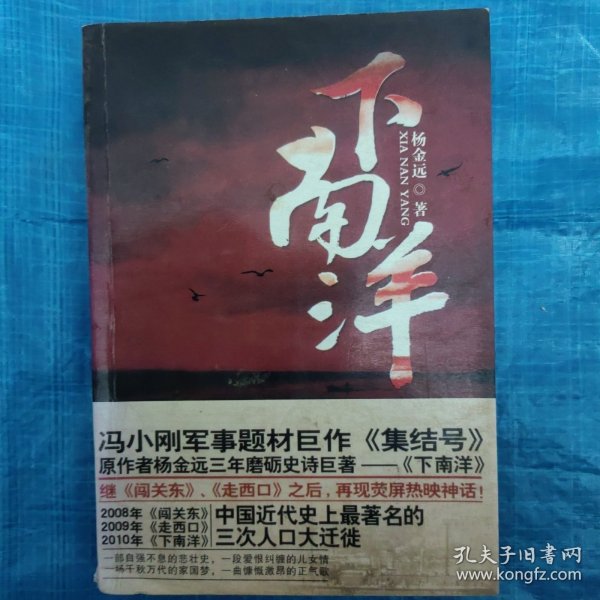 下南洋
XIA NAN YANG
杨金远◎著
冯小刚军事题材巨作《集结号》
原作者杨金远三年磨砺史诗巨著——《下南洋》
继《闯关东》、《走西口》之后，再现荧屏热映神话！
2008年《闯关东》
2009年《走西口》
2010年《下南洋》
中国近代史上最著名的
三次人口大迁徙
一部自强不息的悲壮史，一段爱恨纠缠的儿女情
一场千秋万代的家国梦，一曲慷慨激昂的正气歌
孔夫子旧书网
www.kongfz.com